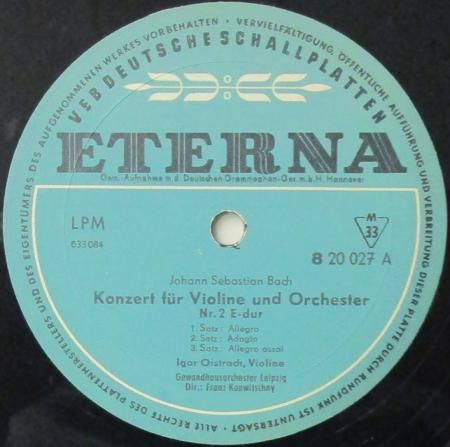 ALLE RECHTE DES PLATTENHERSTELLERS UND DES EIGENTÜMERS DES AUFGENOMMENEN WERKES VORBEHALTEN • VERVIELFÄLTIGUNG, ÖFFENTLICHE AUFFÜHRUNG UND VERBREITUNG DIESER PLATTE DURCH RUNDFUNK IST UNTERSAGT •
VEB DEUTSCHE SCHALLPLATTEN
ETERNA
Gem.-Aufnahme m.d. Deutschen Grammophon-Ges.m.b.H. Hannover
LPM
633084
M
33
8 20 027 A
Johann Sebastian Bach
Konzert für Violine und Orchester
Nr. 2 E-dur
1. Satz: Allegro
2. Satz: Adagio
3. Satz: Allegro assai
Igor Oistrach, Violine
Gewandhausorchester Leipzig
Dir.: Franz Konwitschny